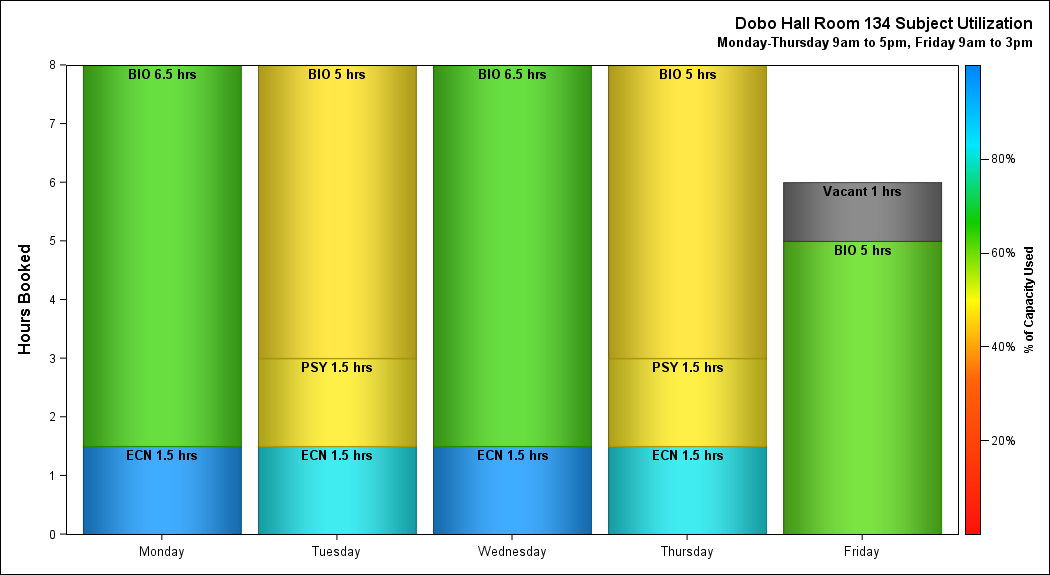 Dobo Hall Room 134 Subject Utilization
Monday-Thursday 9am to 5pm, Friday 9am to 3pm
Hours Booked
8
7
6
5
4
3
2
1
0
BIO 6.5 hrs
ECN 1.5 hrs
BIO 5 hrs
PSY 1.5 hrs
ECN 1.5 hrs
BIO 6.5 hrs
ECN 1.5 hrs
BIO 5 hrs
PSY 1.5 hrs
ECN 1.5 hrs
Vacant 1 hrs
BIO 5 hrs
Monday
Tuesday
Wednesday
Thursday
Friday
80%
60%
40%
20%
% of Capacity Used